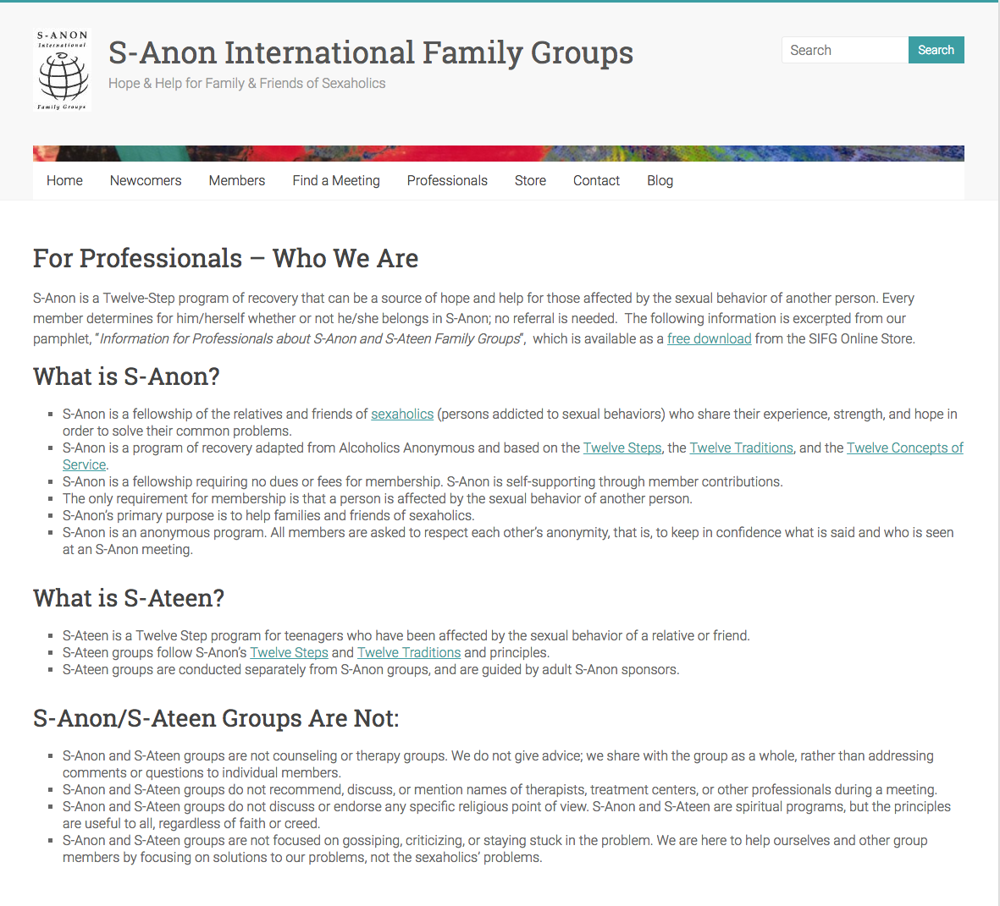 S-ANON
International
Family Groups
S-Anon International Family Groups
Hope & Help for Family & Friends of Sexaholics
Search
Search
Home Newcomers Members Find a Meeting Professionals Store Contact Blog
For Professionals – Who We Are
S-Anon is a Twelve-Step program of recovery that can be a source of hope and help for those affected by the sexual behavior of another person. Every
member determines for him/herself whether or not he/she belongs in S-Anon; no referral is needed.  The following information is excerpted from our
pamphlet, “Information for Professionals about S-Anon and S-Ateen Family Groups”,  which is available as a free download from the SIFG Online Store.
What is S-Anon?
▪ S-Anon is a fellowship of the relatives and friends of sexaholics (persons addicted to sexual behaviors) who share their experience, strength, and hope in
order to solve their common problems.
▪ S-Anon is a program of recovery adapted from Alcoholics Anonymous and based on the Twelve Steps, the Twelve Traditions, and the Twelve Concepts of
Service.
▪ S-Anon is a fellowship requiring no dues or fees for membership. S-Anon is self-supporting through member contributions.
▪ The only requirement for membership is that a person is affected by the sexual behavior of another person.
▪ S-Anon’s primary purpose is to help families and friends of sexaholics.
▪ S-Anon is an anonymous program. All members are asked to respect each other’s anonymity, that is, to keep in confidence what is said and who is seen
at an S-Anon meeting.
What is S-Ateen?
▪ S-Ateen is a Twelve Step program for teenagers who have been affected by the sexual behavior of a relative or friend.
▪ S-Ateen groups follow S-Anon’s Twelve Steps and Twelve Traditions and principles.
▪ S-Ateen groups are conducted separately from S-Anon groups, and are guided by adult S-Anon sponsors.
S-Anon/S-Ateen Groups Are Not:
▪ S-Anon and S-Ateen groups are not counseling or therapy groups. We do not give advice; we share with the group as a whole, rather than addressing
comments or questions to individual members.
▪ S-Anon and S-Ateen groups do not recommend, discuss, or mention names of therapists, treatment centers, or other professionals during a meeting.
▪ S-Anon and S-Ateen groups do not discuss or endorse any specific religious point of view. S-Anon and S-Ateen are spiritual programs, but the principles
are useful to all, regardless of faith or creed.
▪ S-Anon and S-Ateen groups are not focused on gossiping, criticizing, or staying stuck in the problem. We are here to help ourselves and other group
members by focusing on solutions to our problems, not the sexaholics’ problems.